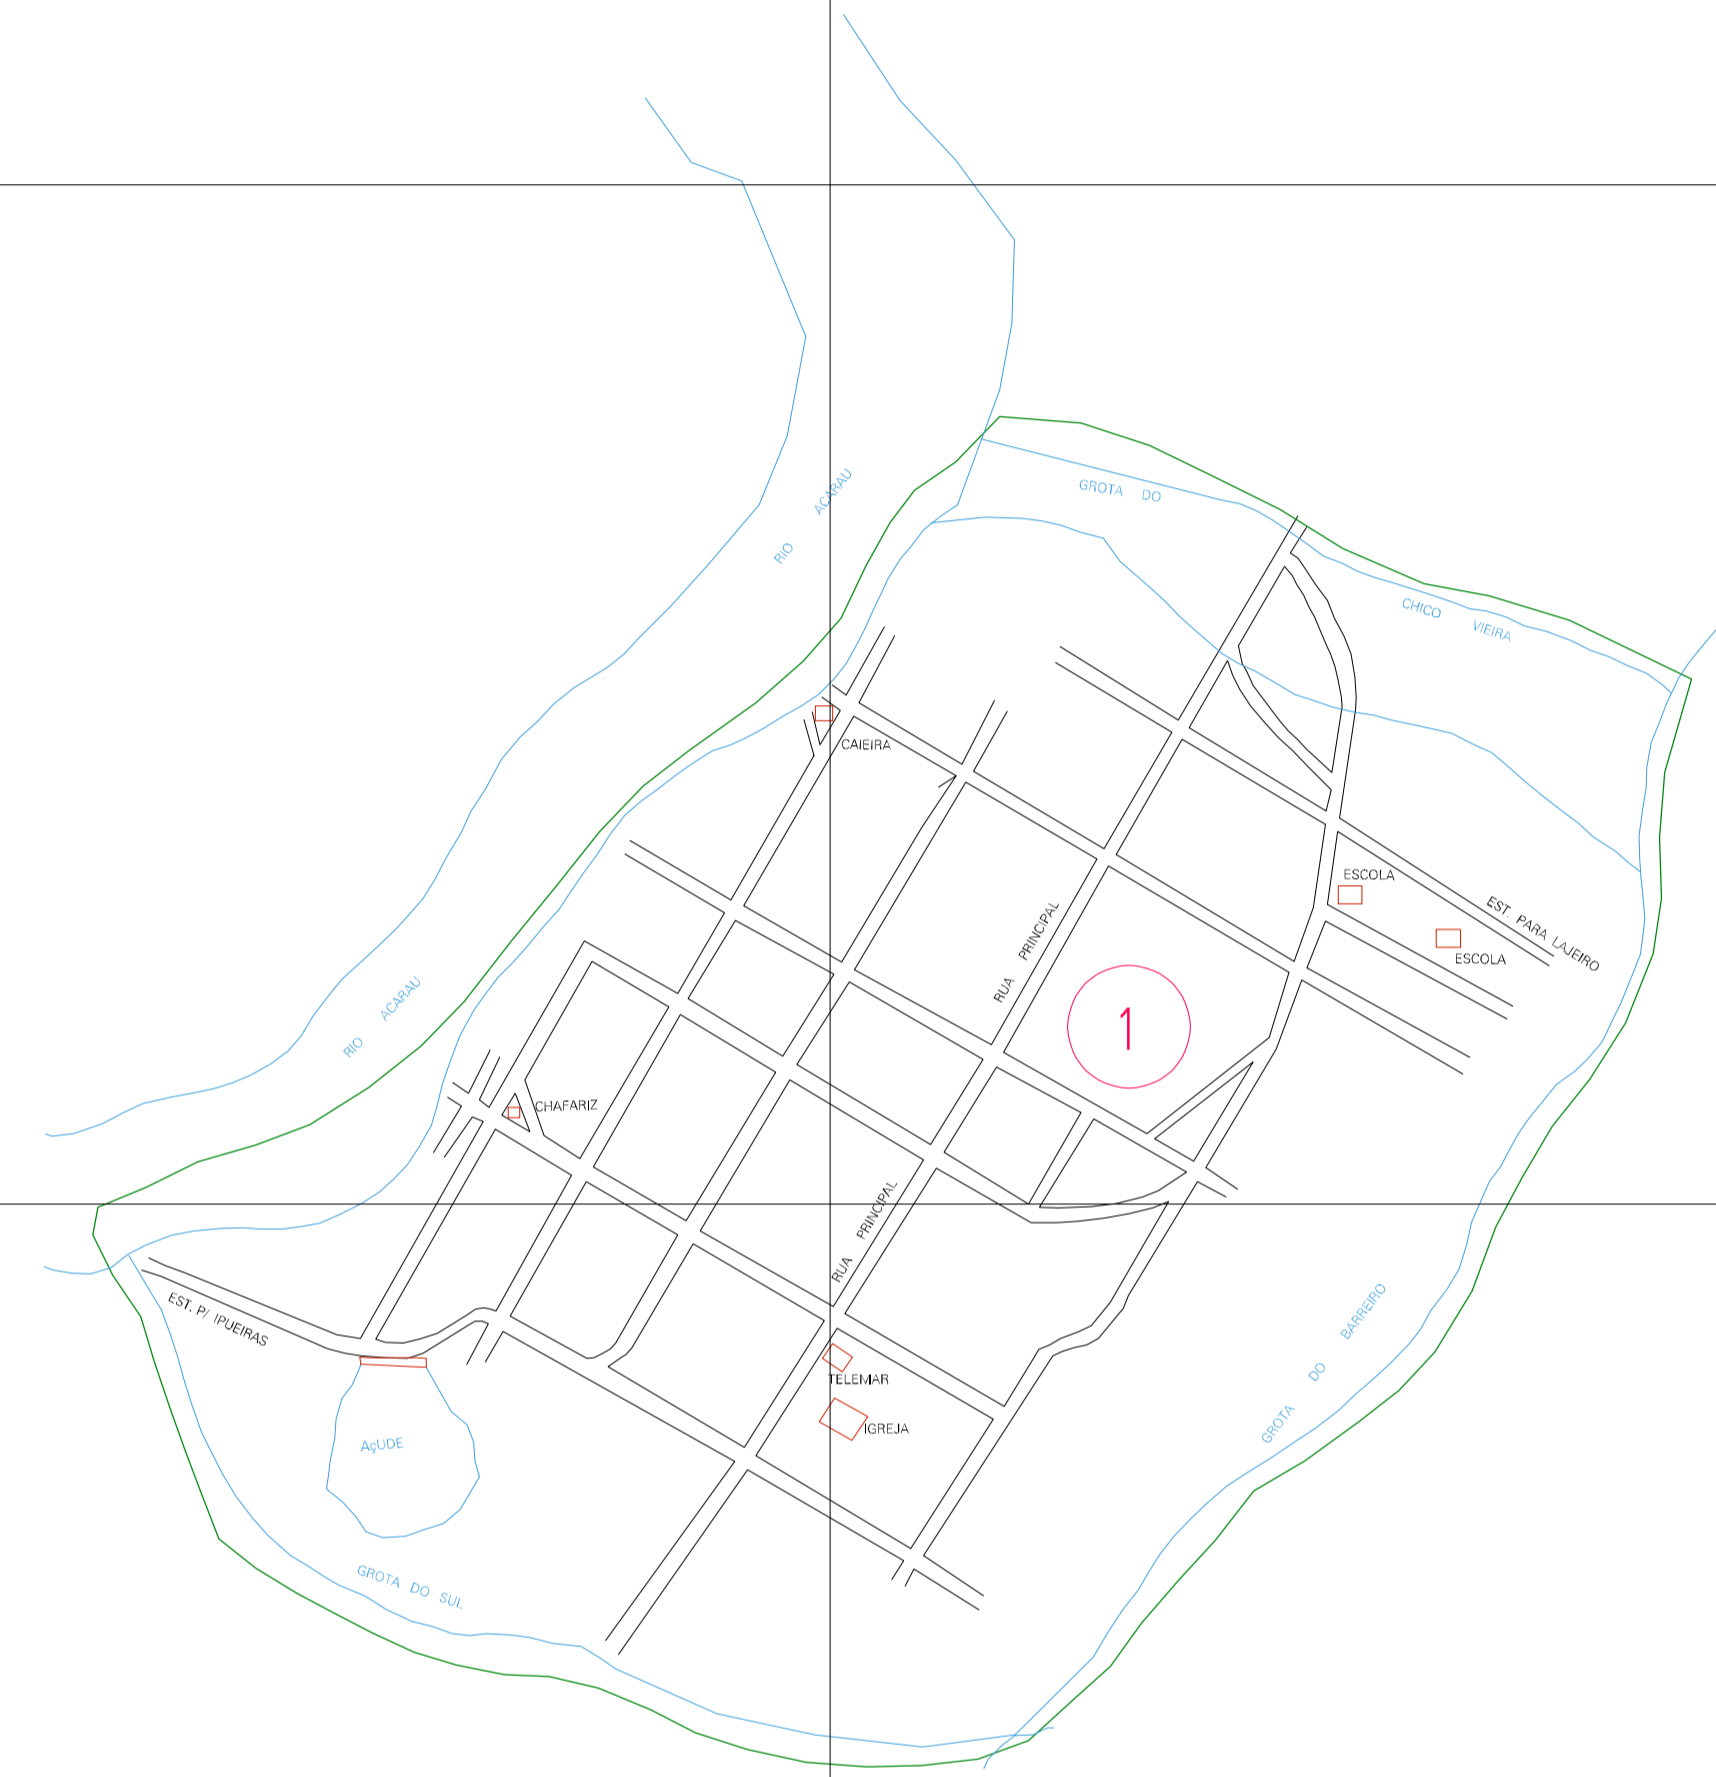 GROTA DO
RIO ACARAU
CHICO VIEIRA
CAIEIRA
ESCOLA
EST. PARA LAJEIRO
RUA PRINCIPAL
ESCOLA
1
RIO ACARAU
CHAFARIZ
RUA PRINCIPAL
EST. P/ IPUEIRAS
GROTA DO BARREIRO
TELEMAR
IGREJA
AçUDE
GROTA DO SUL